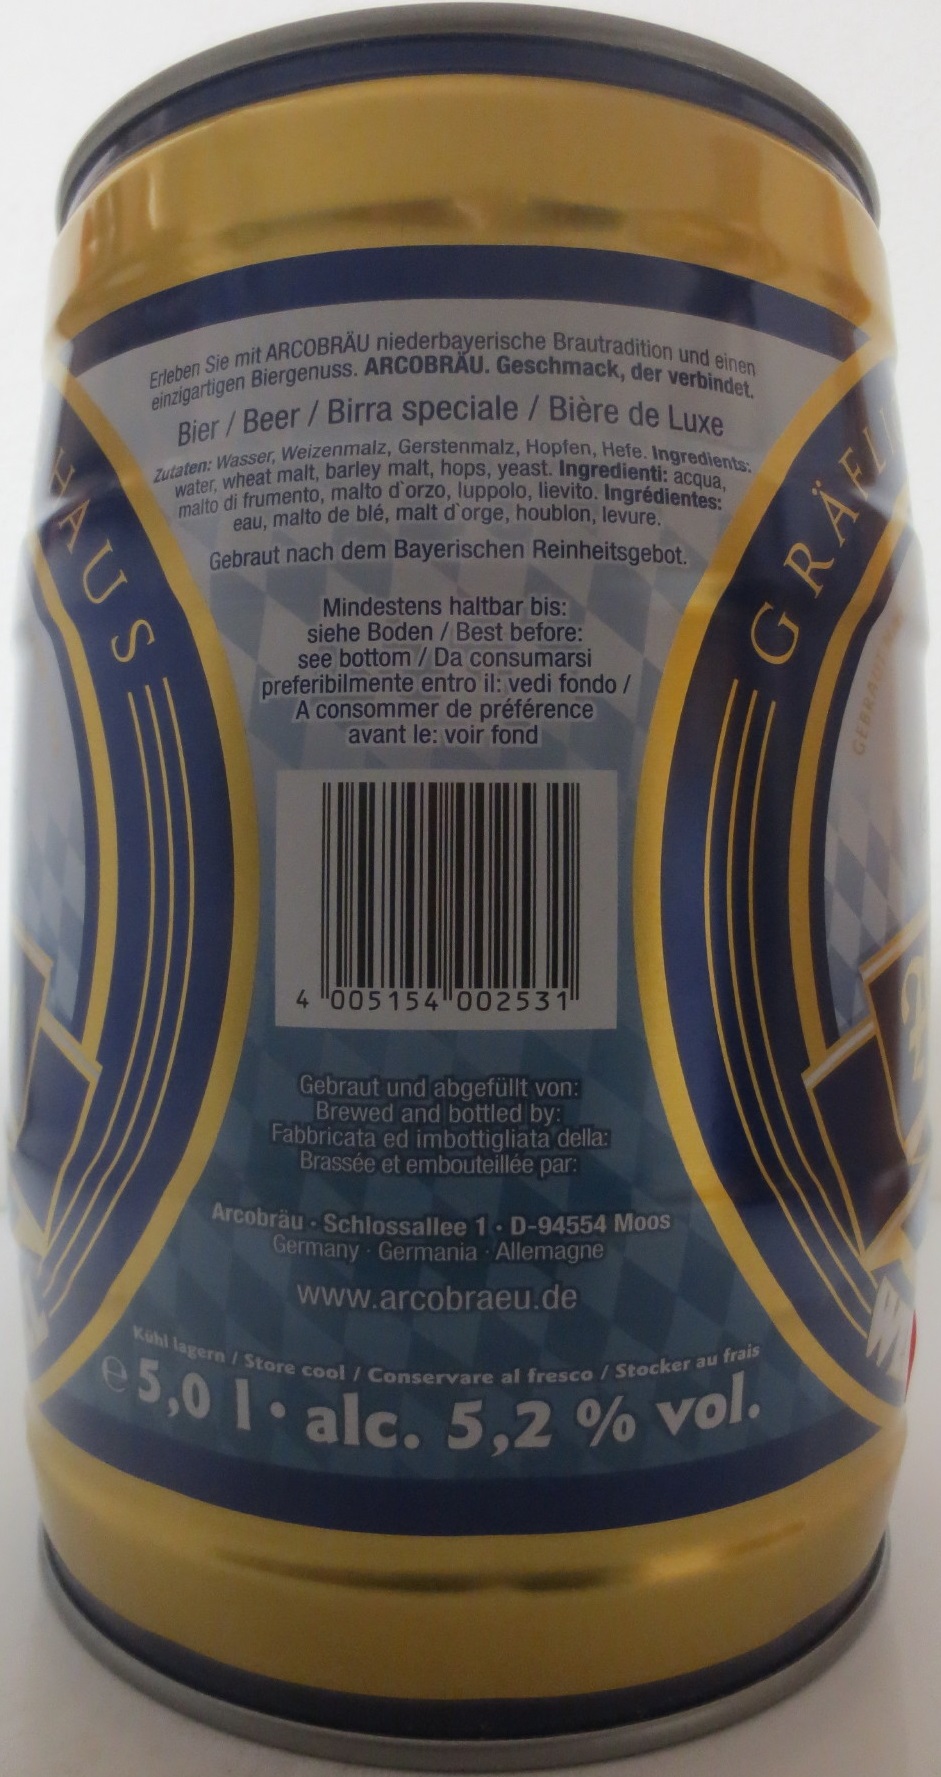 Erleben Sie mit ARCOBRÄU niederbayerische Brautradition und einen
einzigartigen Biergenuss. ARCOBRÄU. Geschmack, der verbindet.
Bier / Beer / Birra speciale / Bière de Luxe
Zutaten: Wasser, Weizenmalz, Gerstenmalz, Hopfen, Hefe. Ingredients:
water, wheat malt, barley malt, hops, yeast. Ingredienti: acqua,
malto di frumento, malto d`orzo, luppolo, lievito. Ingrédientes:
eau, malto de blé, malt d`orge, houblon, levure.
Gebraut nach dem Bayerischen Reinheitsgebot.
Mindestens haltbar bis:
siehe Boden / Best before:
see bottom / Da consumarsi
preferibilmente entro il: vedi fondo /
A consommer de préférence
avant le: voir fond
4 005154 002531
Gebraut und abgefüllt von:
Brewed and bottled by:
Fabbricata ed imbottigliata della:
Brassée et embouteillée par:
Arcobräu · Schlossallee 1 · D-94554 Moos
Germany · Germania · Allemagne
www.arcobraeu.de
Kühl lagern / Store cool / Conservare al fresco / Stocker au frais
℮ 5,0 l · alc. 5,2 % vol.
HAUS
GRÄFLI
GEBRAUT